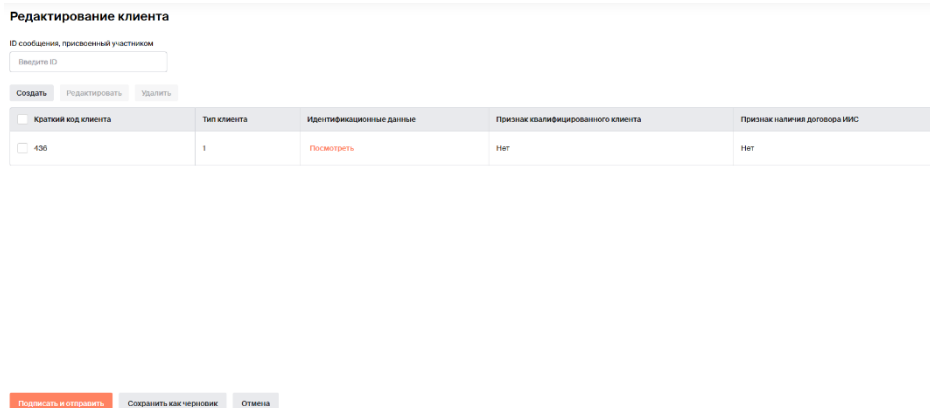 Редактирование клиента
ID сообщения, присвоенный участником
Введите ID
Создать Редактировать Удалить
Краткий код клиента Тип клиента Идентификационные данные Признак квалифицированного клиента Признак наличия договора ИИС
436 1 Посмотреть Нет Нет
Подписать и отправить Сохранить как черновик Отмена